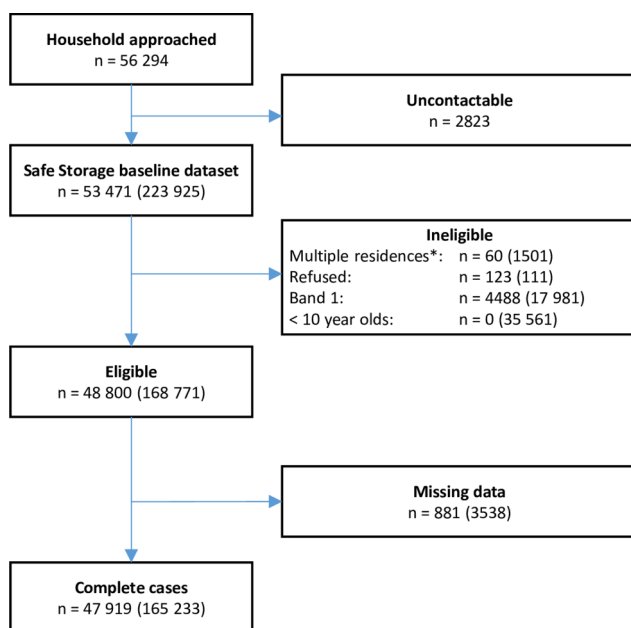 Household approached
n = 56 294
Uncontactable
n = 2823
Safe Storage baseline dataset
n = 53 471 (223 925)
Ineligible
Multiple residences*: n = 60 (1501)
Refused: n = 123 (111)
Band 1: n = 4488 (17 981)
< 10 year olds: n = 0 (35 561)
Eligible
n = 48 800 (168 771)
Missing data
n = 881 (3538)
Complete cases
n = 47 919 (165 233)